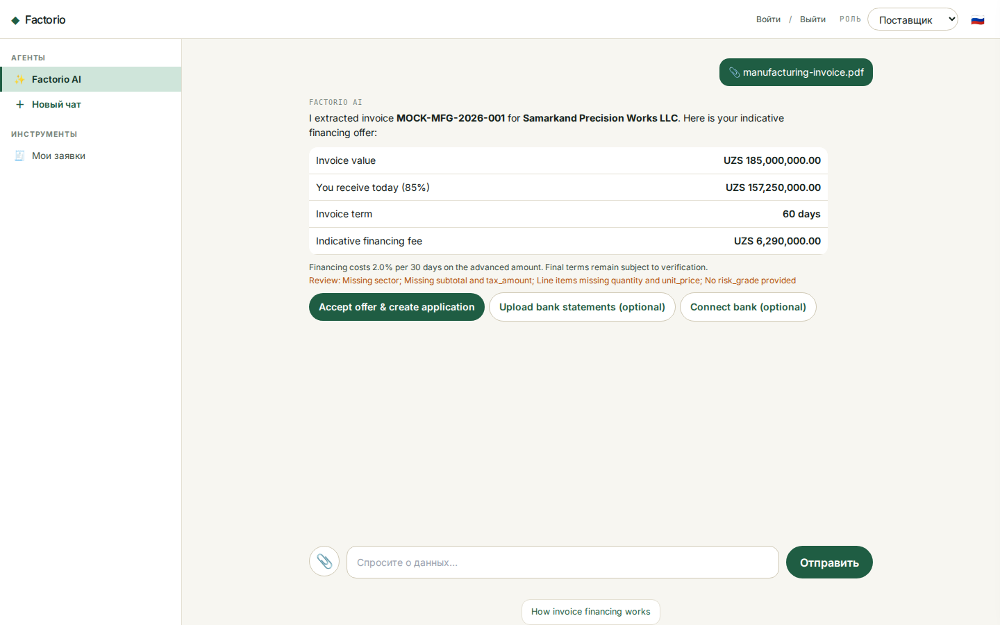 Factorio
Войти / Выйти РОЛЬ Поставщик
АГЕНТЫ
Factorio AI
Новый чат
ИНСТРУМЕНТЫ
Мои заявки
manufacturing-invoice.pdf
FACTORIO AI
I extracted invoice MOCK-MFG-2026-001 for Samarkand Precision Works LLC. Here is your indicative
financing offer:
Invoice value UZS 185,000,000.00
You receive today (85%) UZS 157,250,000.00
Invoice term 60 days
Indicative financing fee UZS 6,290,000.00
Financing costs 2.0% per 30 days on the advanced amount. Final terms remain subject to verification.
Review: Missing sector; Missing subtotal and tax_amount; Line items missing quantity and unit_price; No risk_grade provided
Accept offer & create application Upload bank statements (optional) Connect bank (optional)
Спросите о данных... Отправить
How invoice financing works